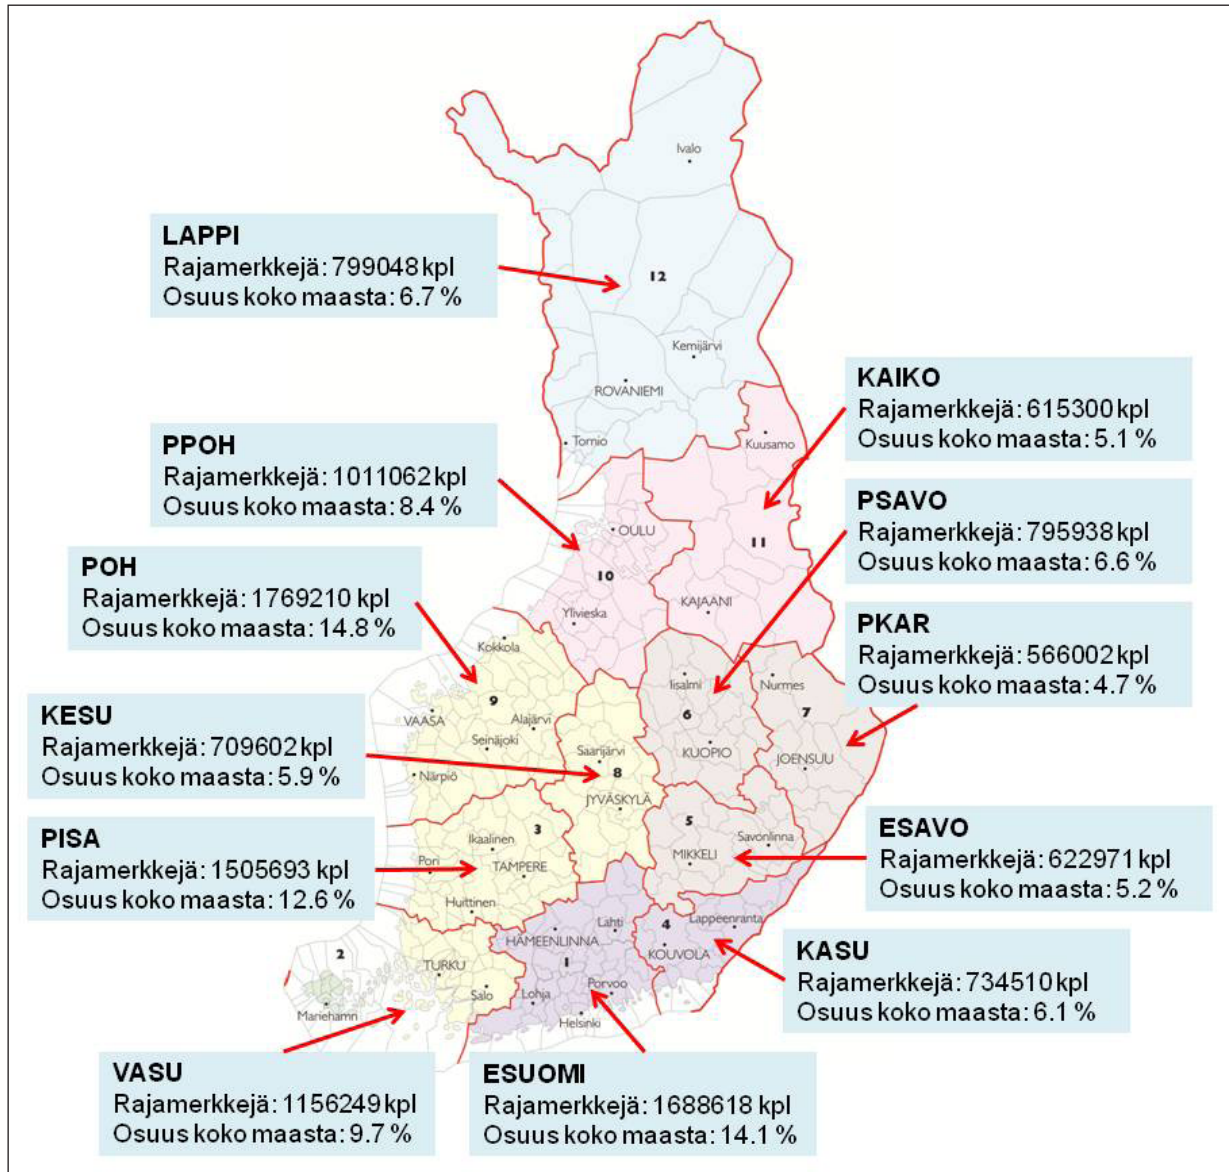 Ivalo
LAPPI
Rajamerkkejä: 799048 kpl
Osuus koko maasta: 6.7 %
12
Kemijärvi
ROVANIEMI
Tornio
KAIKO
Rajamerkkejä: 615300 kpl
Osuus koko maasta: 5.1 %
Kuusamo
PPOH
Rajamerkkejä: 1011062 kpl
Osuus koko maasta: 8.4 %
PSAVO
Rajamerkkejä: 795938 kpl
Osuus koko maasta: 6.6 %
OULU
11
10
Ylivieska
KAJAANI
POH
Rajamerkkejä: 1769210 kpl
Osuus koko maasta: 14.8 %
PKAR
Rajamerkkejä: 566002 kpl
Osuus koko maasta: 4.7 %
Kokkola
Iisalmi
Nurmes
9
VAASA
Alajärvi
Seinäjoki
6
7
KUOPIO
JOENSUU
KESU
Rajamerkkejä: 709602 kpl
Osuus koko maasta: 5.9 %
Saarijärvi
8
Närpiö
JYVÄSKYLÄ
PISA
Rajamerkkejä: 1505693 kpl
Osuus koko maasta: 12.6 %
Ikaalinen
3
Pori
TAMPERE
Huittinen
5
Savonlinna
MIKKELI
ESAVO
Rajamerkkejä: 622971 kpl
Osuus koko maasta: 5.2 %
Lahti
HÄMEENLINNA
4
Lappeenranta
KOUVOLA
KASU
Rajamerkkejä: 734510 kpl
Osuus koko maasta: 6.1 %
2
TURKU
1
Salo
Lohja
Porvoo
Mariehamn
Helsinki
VASU
Rajamerkkejä: 1156249 kpl
Osuus koko maasta: 9.7 %
ESUOMI
Rajamerkkejä: 1688618 kpl
Osuus koko maasta: 14.1 %